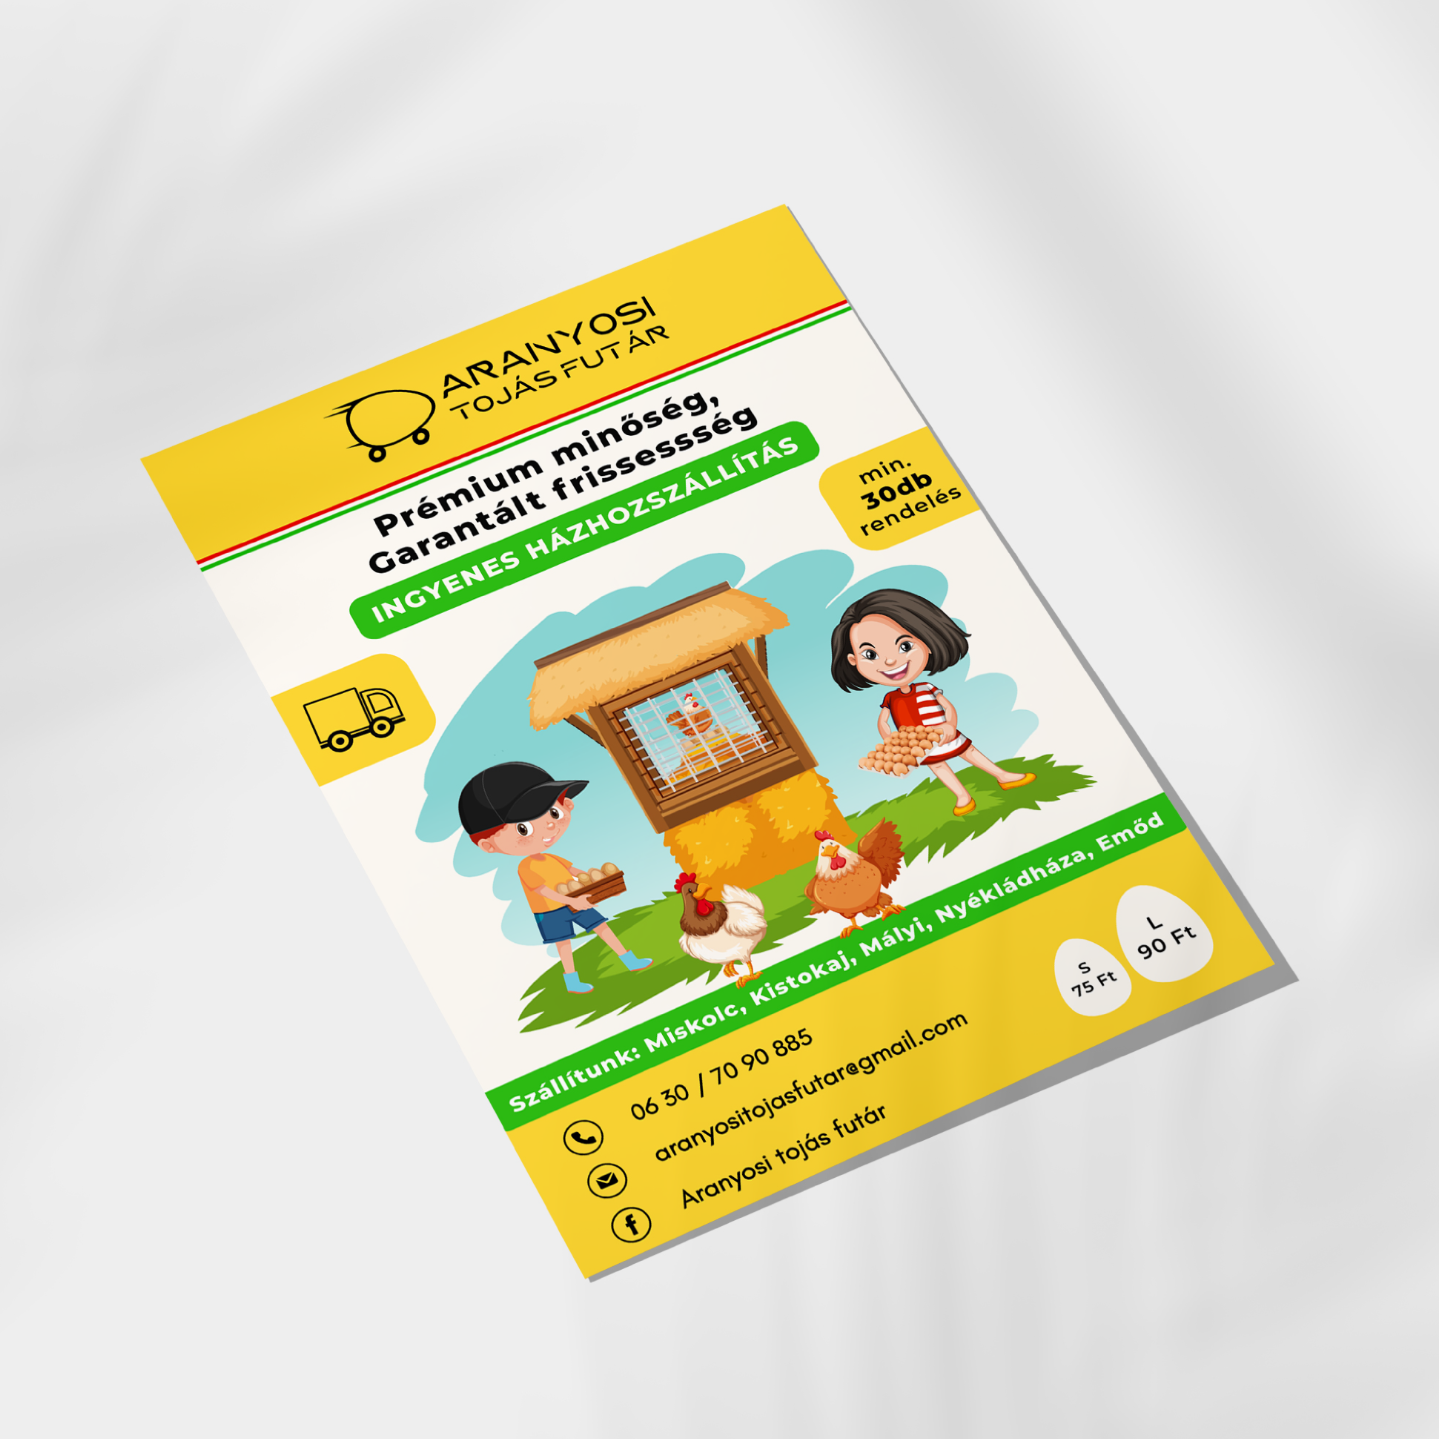 ARANYOSI
TOJÁS FUTÁR
Prémium minőség,
Garantált frissessség
INGYENES HÁZHOZSZÁLLÍTÁS
min.
30db
rendelés
Szállítunk: Miskolc, Kistokaj, Mályi, Nyékládháza, Emőd
06 30 / 70 90 885
aranyositojasfutar@gmail.com
Aranyosi tojás futár
S
75 Ft
L
90 Ft